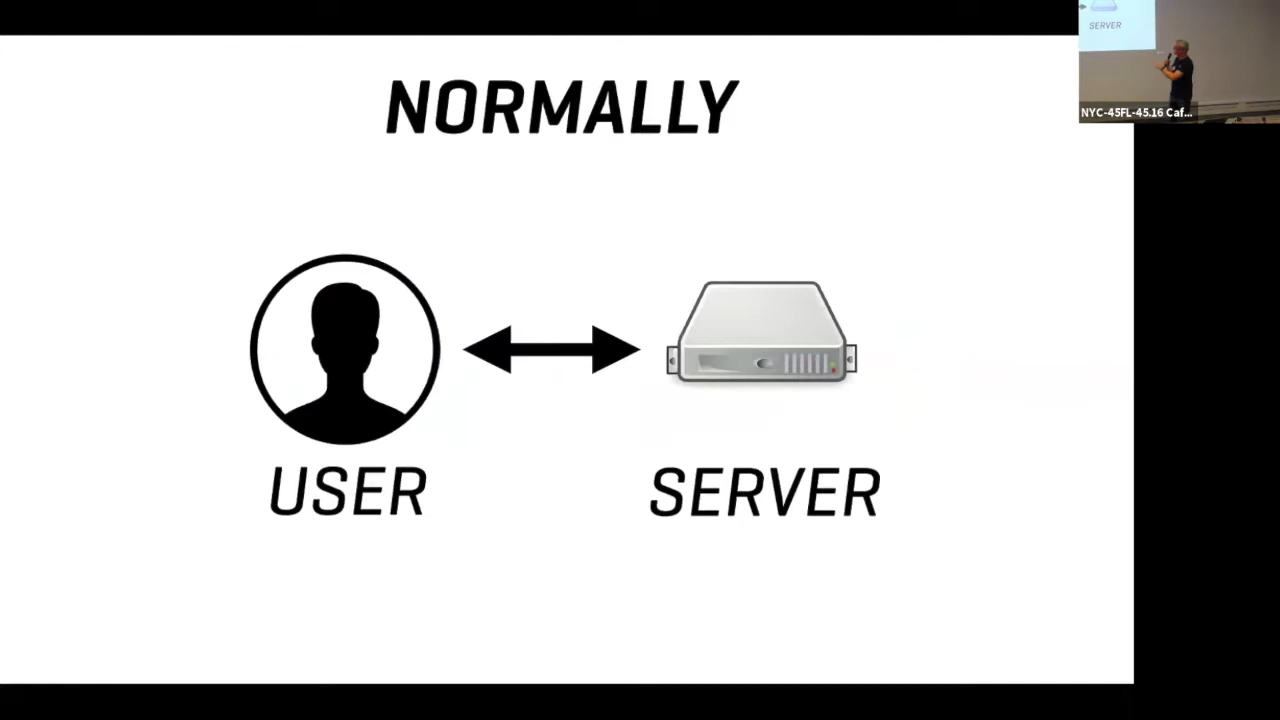 NORMALLY
USER
SERVER
SERVER
NYC-45FL-45.16 Caf...